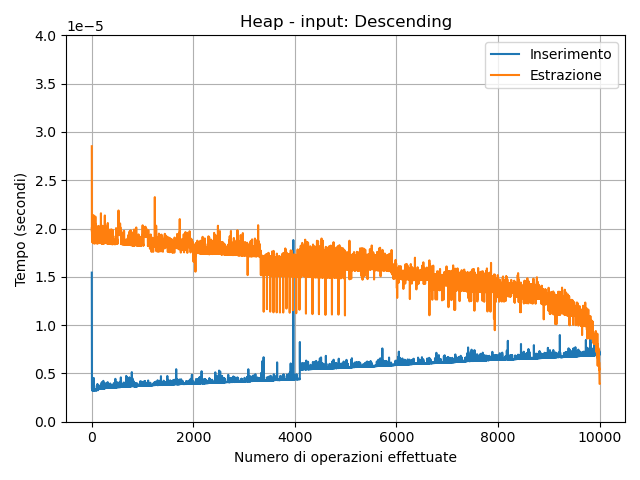 Heap - input: Descending
1e−5
4.0
3.5
3.0
2.5
2.0
1.5
1.0
0.5
0.0
Tempo (secondi)
Inserimento
Estrazione
0 2000 4000 6000 8000 10000
Numero di operazioni effettuate